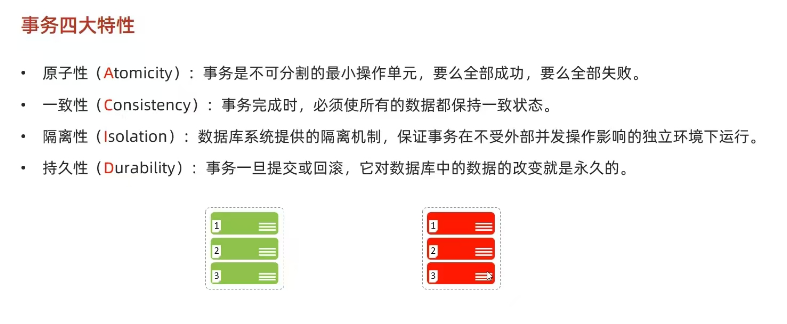 事务四大特性
• 原子性（Atomicity）：事务是不可分割的最小操作单元，要么全部成功，要么全部失败。
• 一致性（Consistency）：事务完成时，必须使所有的数据都保持一致状态。
• 隔离性（Isolation）：数据库系统提供的隔离机制，保证事务在不受外部并发操作影响的独立环境下运行。
• 持久性（Durability）：事务一旦提交或回滚，它对数据库中的数据的改变就是永久的。
1 1
2 2
3 3